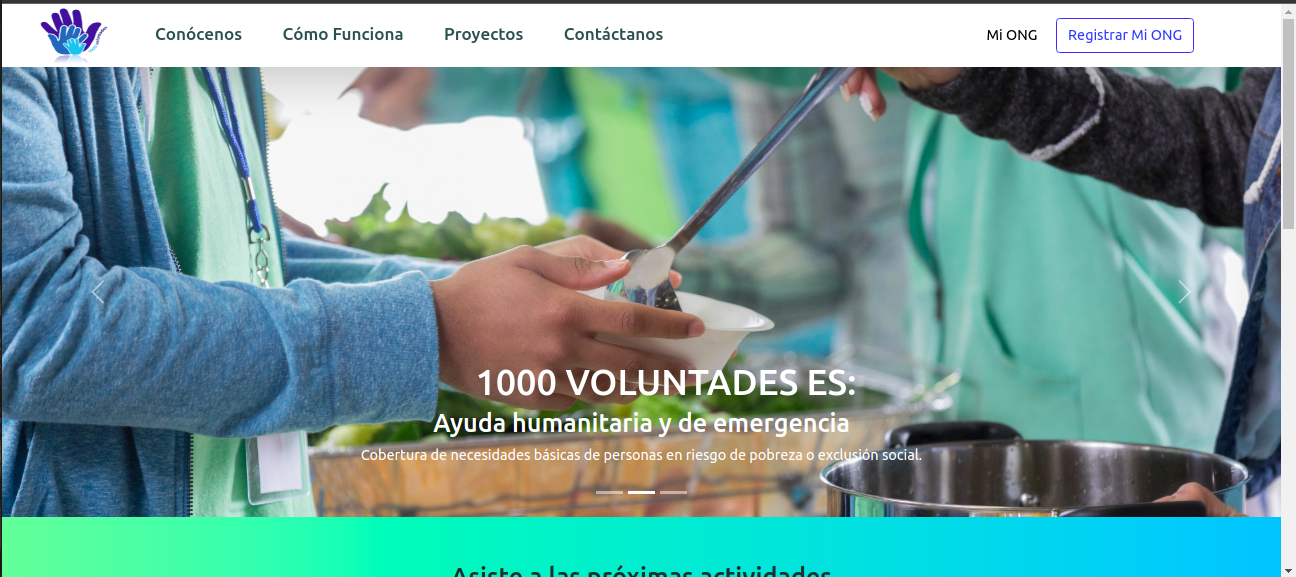 Conócenos
Cómo Funciona
Proyectos
Contáctanos
Mi ONG
Registrar Mi ONG
1000 VOLUNTADES ES:
Ayuda humanitaria y de emergencia
Cobertura de necesidades básicas de personas en riesgo de pobreza o exclusión social.
Asiste a las próximas actividades